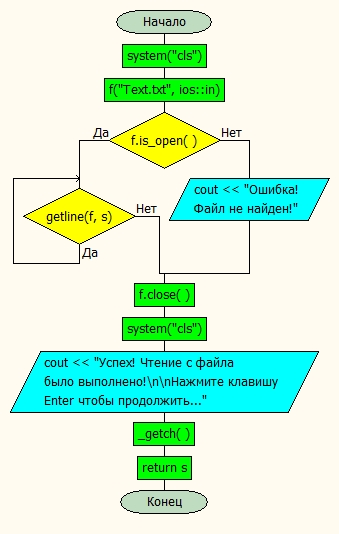 Начало
system("cls")
f("Text.txt", ios::in)
f.is_open( )
Да
Нет
cout << "Ошибка!
Файл не найден!"
getline(f, s)
Нет
Да
f.close( )
system("cls")
cout << "Успех! Чтение с файла
было выполнено!\n\nНажмите клавишу
Enter чтобы продолжить..."
_getch( )
return s
Конец